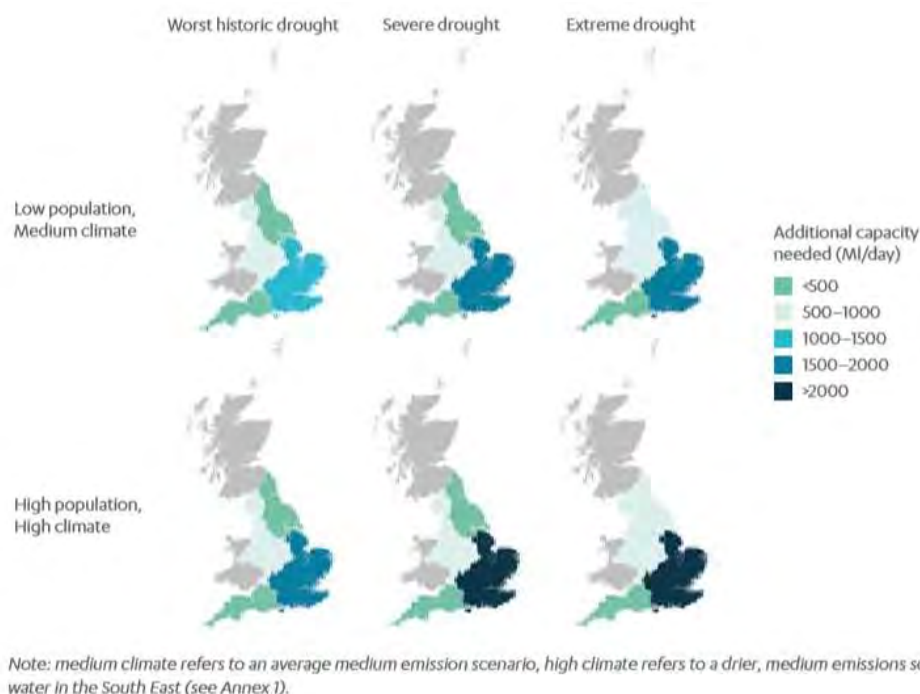 Worst historic drought
Severe drought
Extreme drought
Low population,
Medium climate
Additional capacity
needed (Ml/day)
<500
500–1000
1000–1500
1500–2000
>2000
High population,
High climate
Note: medium climate refers to an average medium emission scenario, high climate refers to a drier, medium emissions
water in the South East (see Annex 1).